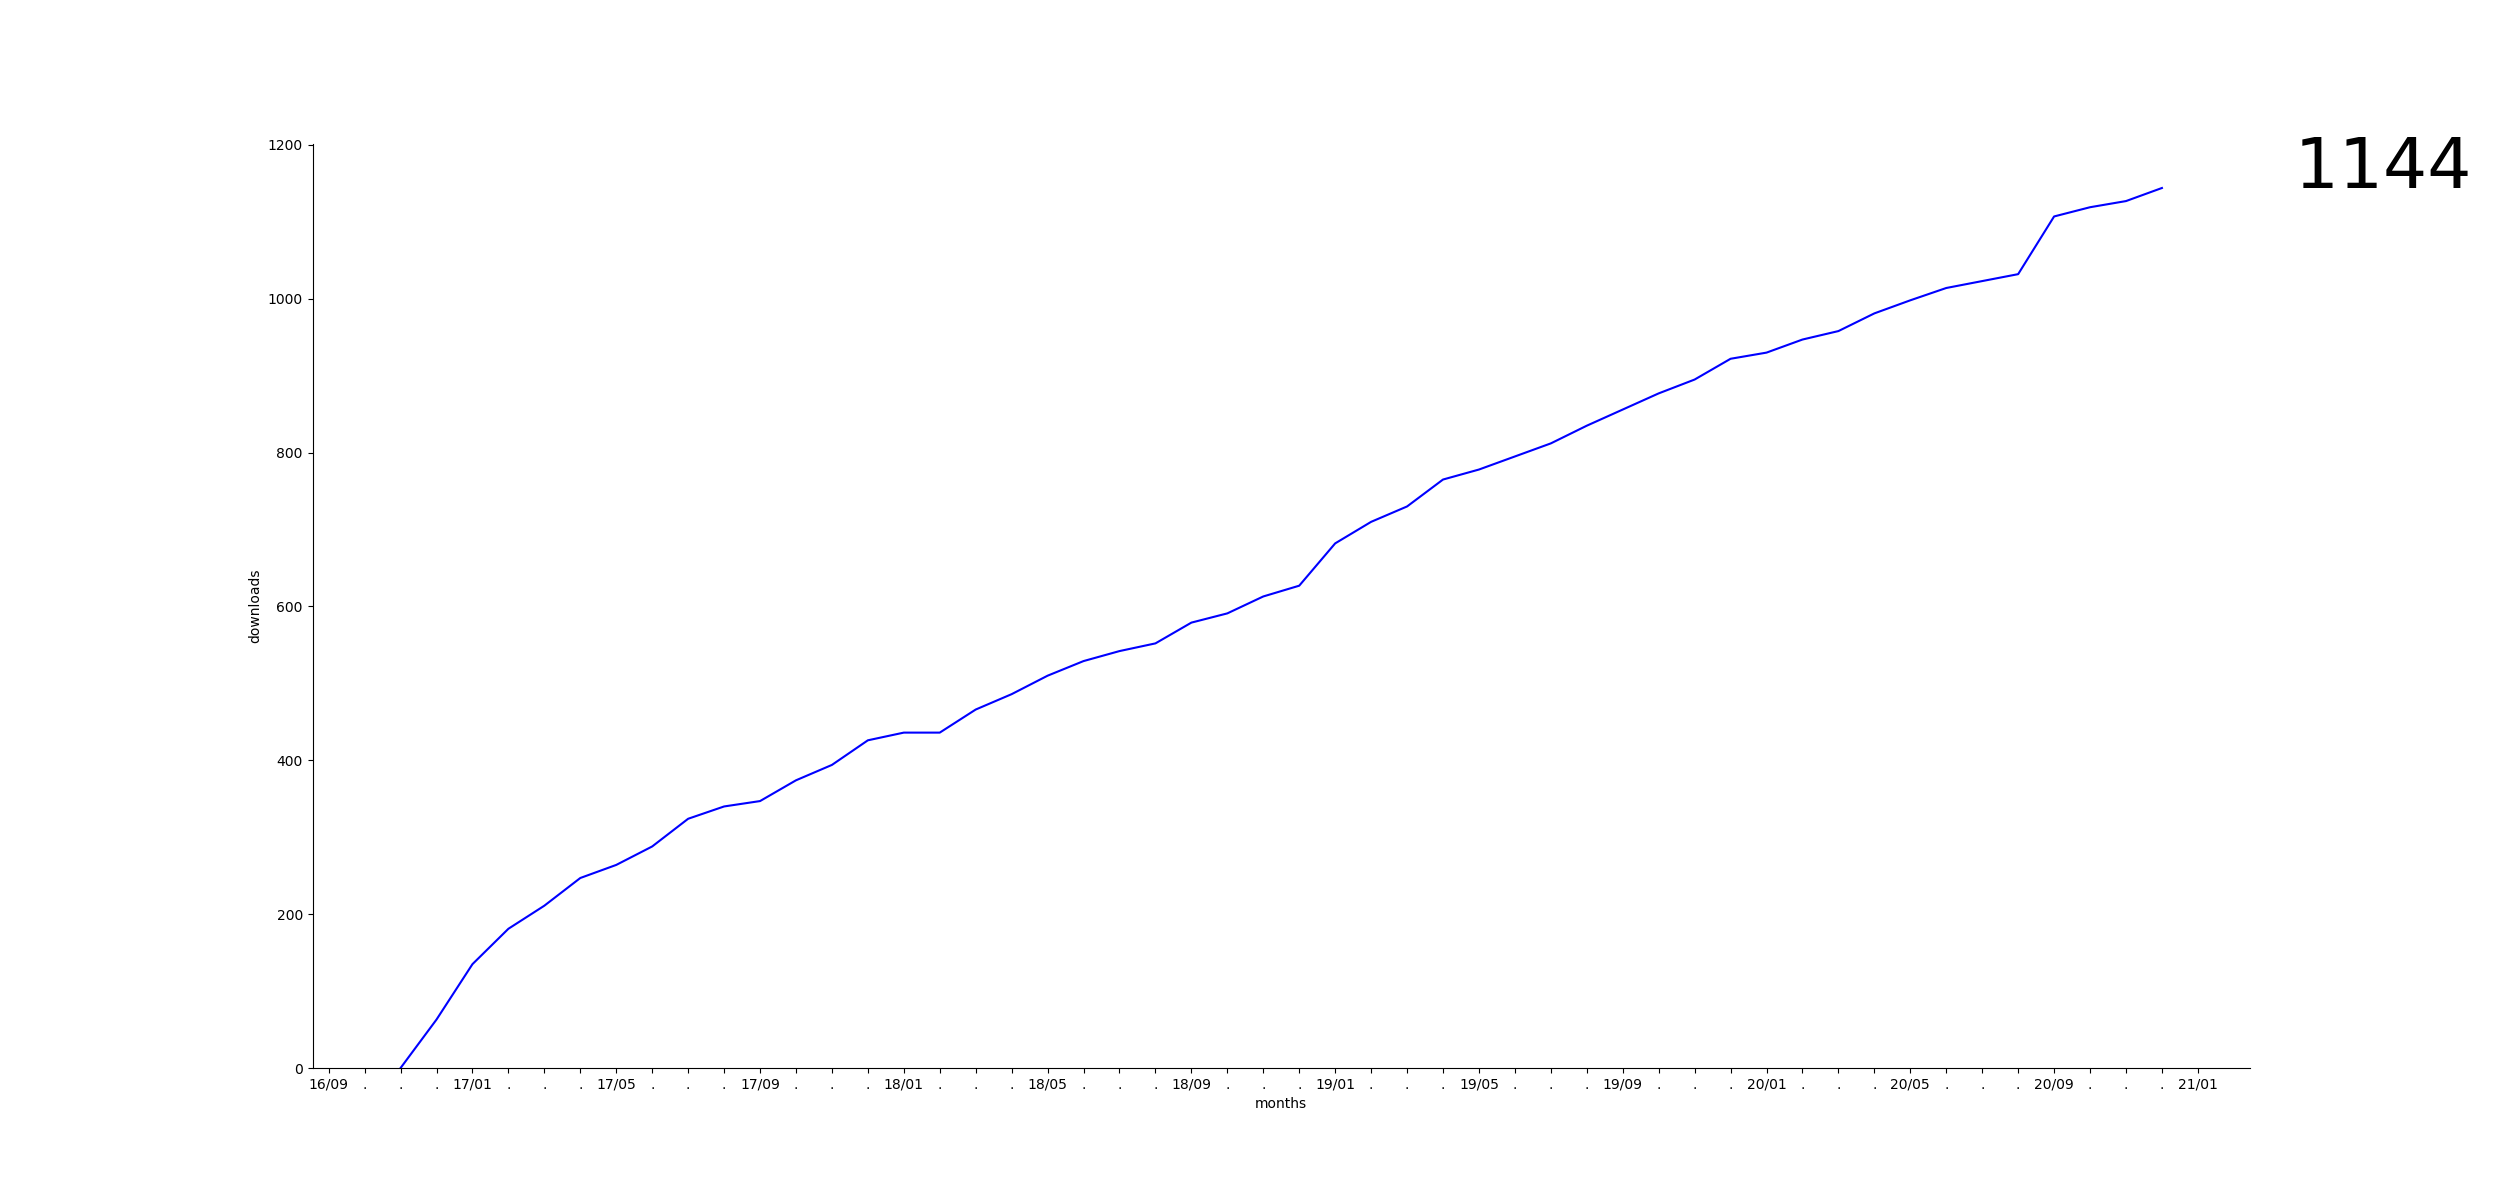 1144
1200
1000
800
600
400
200
0
downloads
16/09 . . . 17/01 . . . 17/05 . . . 17/09 . . . 18/01 . . . 18/05 . . . 18/09 . . . 19/01 . . . 19/05 . . . 19/09 . . . 20/01 . . . 20/05 . . . 20/09 . . . 21/01
months